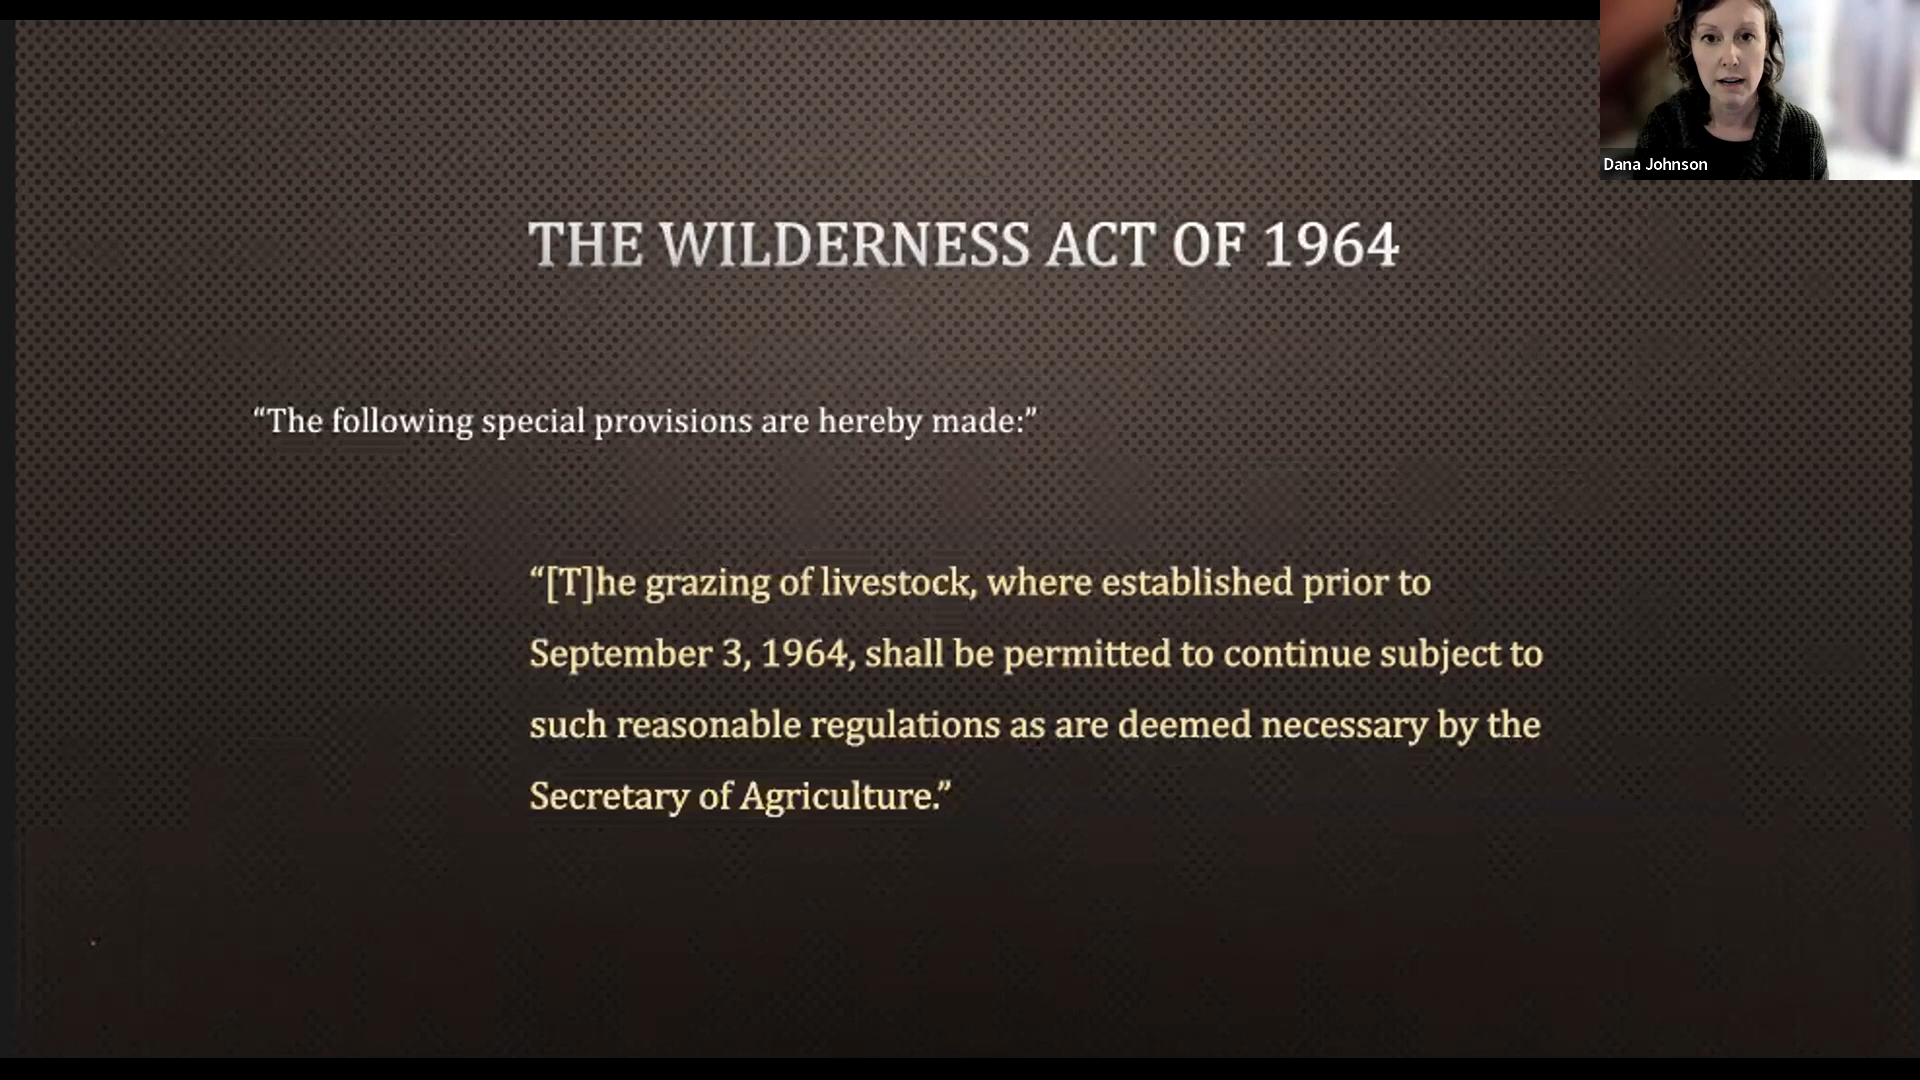 Dana Johnson
THE WILDERNESS ACT OF 1964
“The following special provisions are hereby made:”
“[T]he grazing of livestock, where established prior to
September 3, 1964, shall be permitted to continue subject to
such reasonable regulations as are deemed necessary by the
Secretary of Agriculture.”